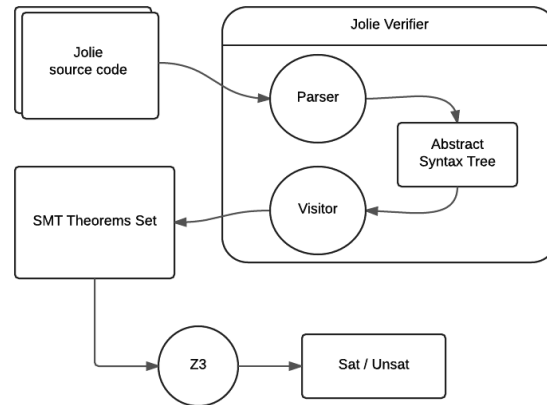 Jolie Verifier
Jolie
source code
Parser
Abstract
Syntax Tree
Visitor
SMT Theorems Set
Z3
Sat / Unsat